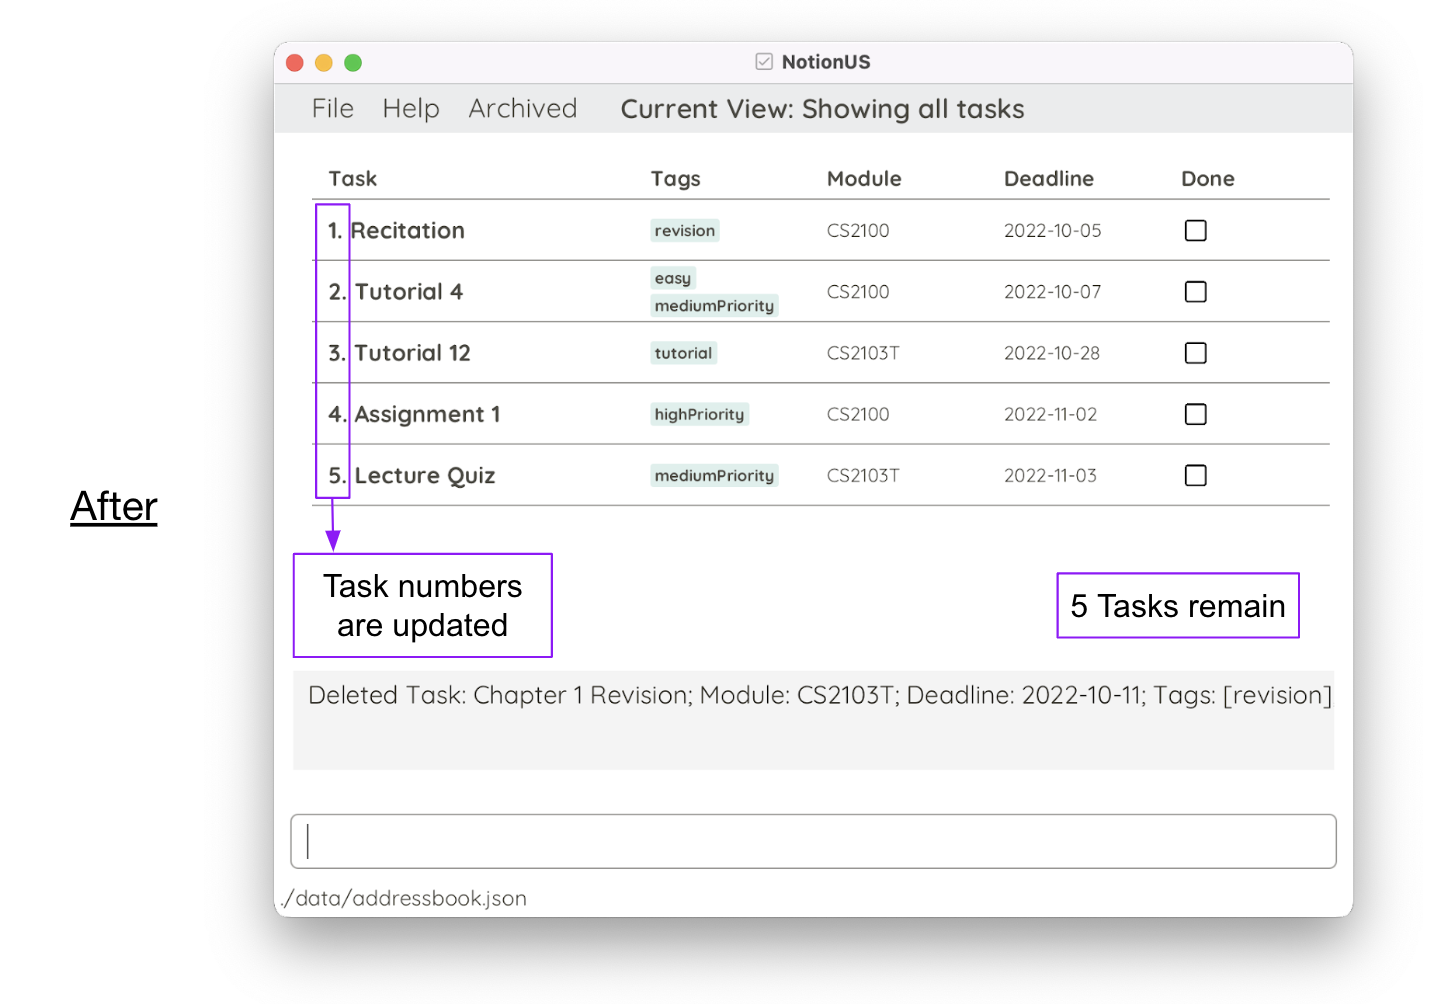 NotionUS
File Help Archived Current View: Showing all tasks
Task Tags Module Deadline Done
1. Recitation revision CS2100 2022-10-05
2. Tutorial 4 easy mediumPriority CS2100 2022-10-07
3. Tutorial 12 tutorial CS2103T 2022-10-28
4. Assignment 1 highPriority CS2100 2022-11-02
5. Lecture Quiz mediumPriority CS2103T 2022-11-03
After
Task numbers
are updated
5 Tasks remain
Deleted Task: Chapter 1 Revision; Module: CS2103T; Deadline: 2022-10-11; Tags: [revision]
./data/addressbook.json